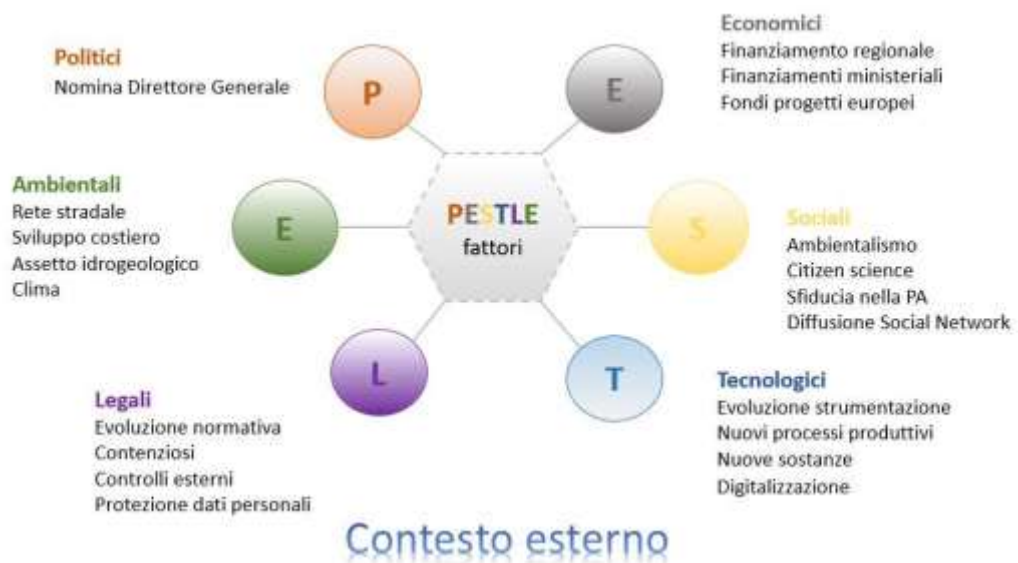 Politici
Nomina Direttore Generale
P
E
Economici
Finanziamento regionale
Finanziamenti ministeriali
Fondi progetti europei
Ambientali
Rete stradale
Sviluppo costiero
Assetto idrogeologico
Clima
E
PESTLE
fattori
S
Sociali
Ambientalismo
Citizen science
Sfiducia nella PA
Diffusione Social Network
Legali
Evoluzione normativa
Contenziosi
Controlli esterni
Protezione dati personali
L
T
Tecnologici
Evoluzione strumentazione
Nuovi processi produttivi
Nuove sostanze
Digitalizzazione
Contesto esterno